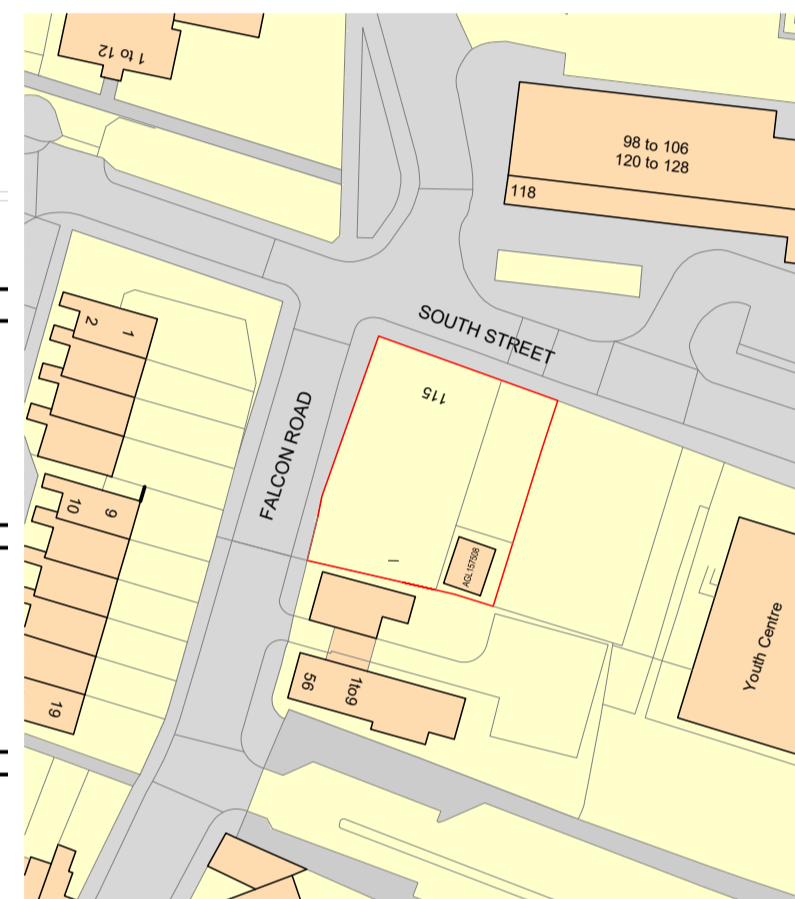 1 to 12
98 to 106
120 to 128
118
SOUTH STREET
2
1
115
FALCON ROAD
10
9
AGL157508
Youth Centre
56
1to9
19